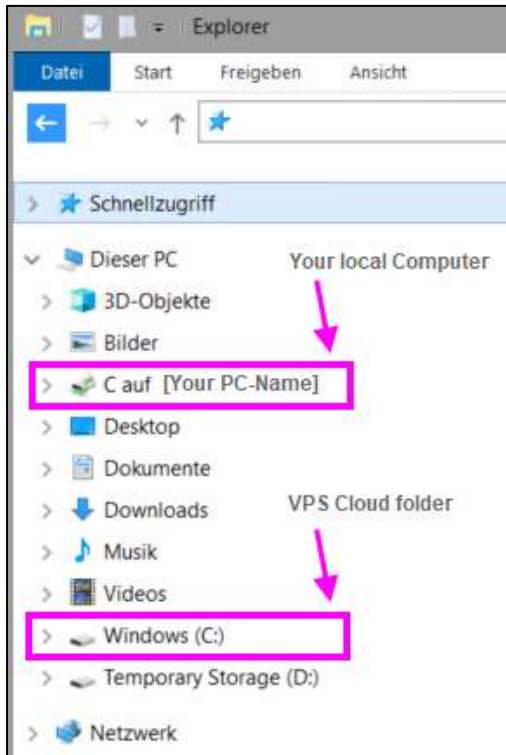 Explorer
Datei Start Freigeben Ansicht
Schnellzugriff
Dieser PC
Your local Computer
3D-Objekte
Bilder
C auf [Your PC-Name]
Desktop
Dokumente
Downloads
VPS Cloud folder
Musik
Videos
Windows (C:)
Temporary Storage (D:)
Netzwerk